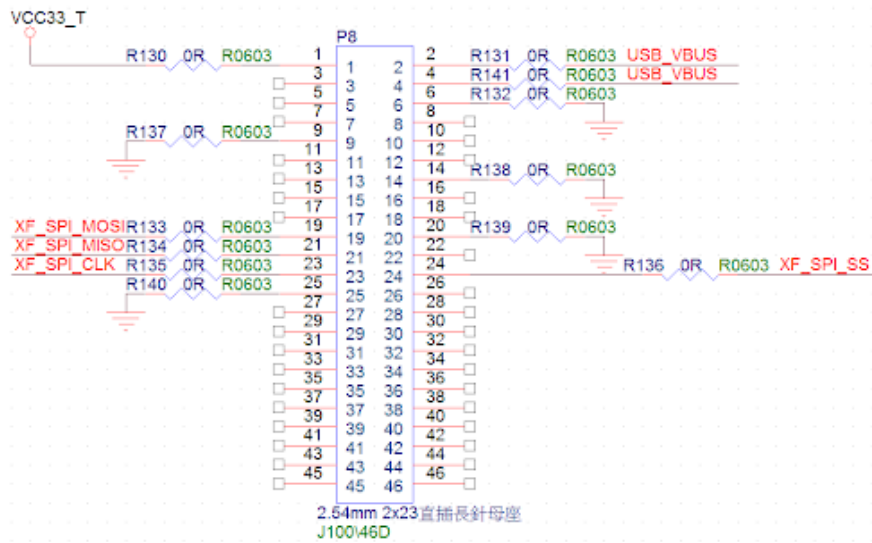 VCC33_T
P8
R130 0R R0603 1 1 2 2 R131 0R R0603 USB_VBUS
3 3 4 4 R141 0R R0603 USB_VBUS
5 5 6 6 R132 0R R0603
7 7 8 8
R137 0R R0603 9 9 10 10
11 11 12 12
13 13 14 14 R138 0R R0603
15 15 16 16
17 17 18 18
XF_SPI_MOSI R133 0R R0603 19 19 20 20 R139 0R R0603
XF_SPI_MISO R134 0R R0603 21 21 22 22
XF_SPI_CLK R135 0R R0603 23 23 24 24 R136 0R R0603 XF_SPI_SS
R140 0R R0603 25 25 26 26
27 27 28 28
29 29 30 30
31 31 32 32
33 33 34 34
35 35 36 36
37 37 38 38
39 39 40 40
41 41 42 42
43 43 44 44
45 45 46 46
2.54mm 2x23直插長針母座
J100\46D